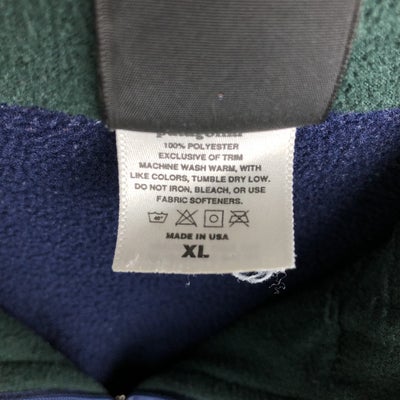 patagonia
100% POLYESTER
EXCLUSIVE OF TRIM
MACHINE WASH WARM, WITH
LIKE COLORS, TUMBLE DRY LOW.
DO NOT IRON, BLEACH, OR USE
FABRIC SOFTENERS.
MADE IN USA
XL